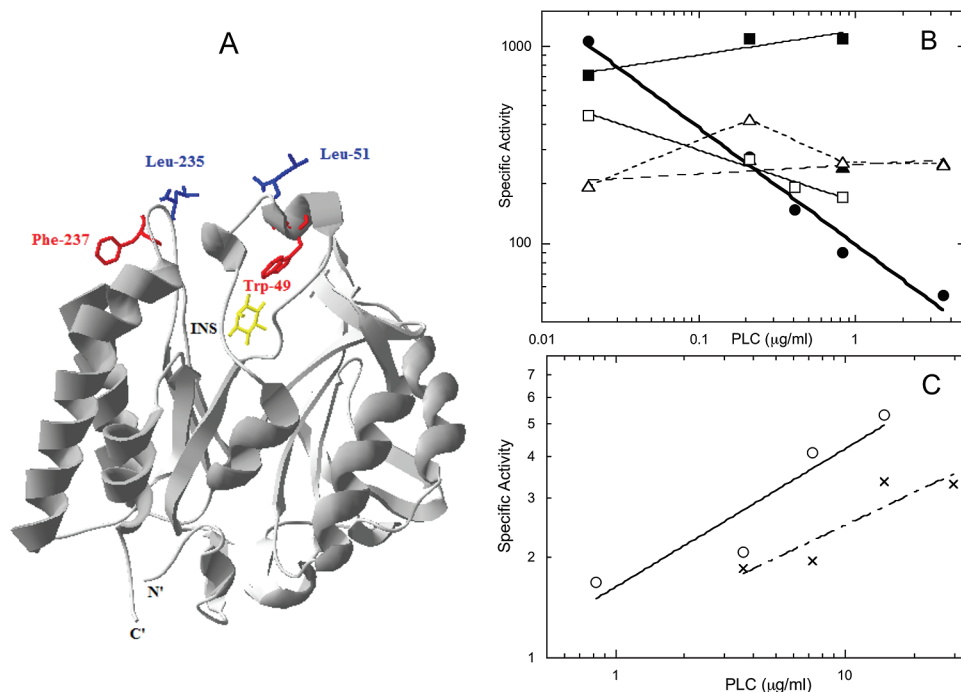 A
Leu-235
Leu-51
Phe-237
Trp-49
INS
N'
C'
B
1000
100
Specific Activity
0.01
0.1
1
PLC (μg/ml)
C
7
6
5
4
3
2
1
Specific Activity
1
10
PLC (μg/ml)